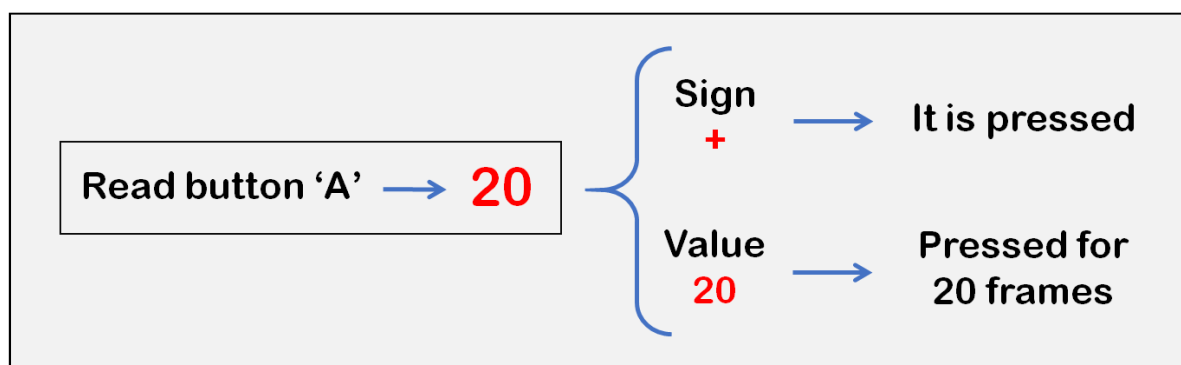 Read button ‘A’ 20
Sign
+
It is pressed
Value
20
Pressed for
20 frames